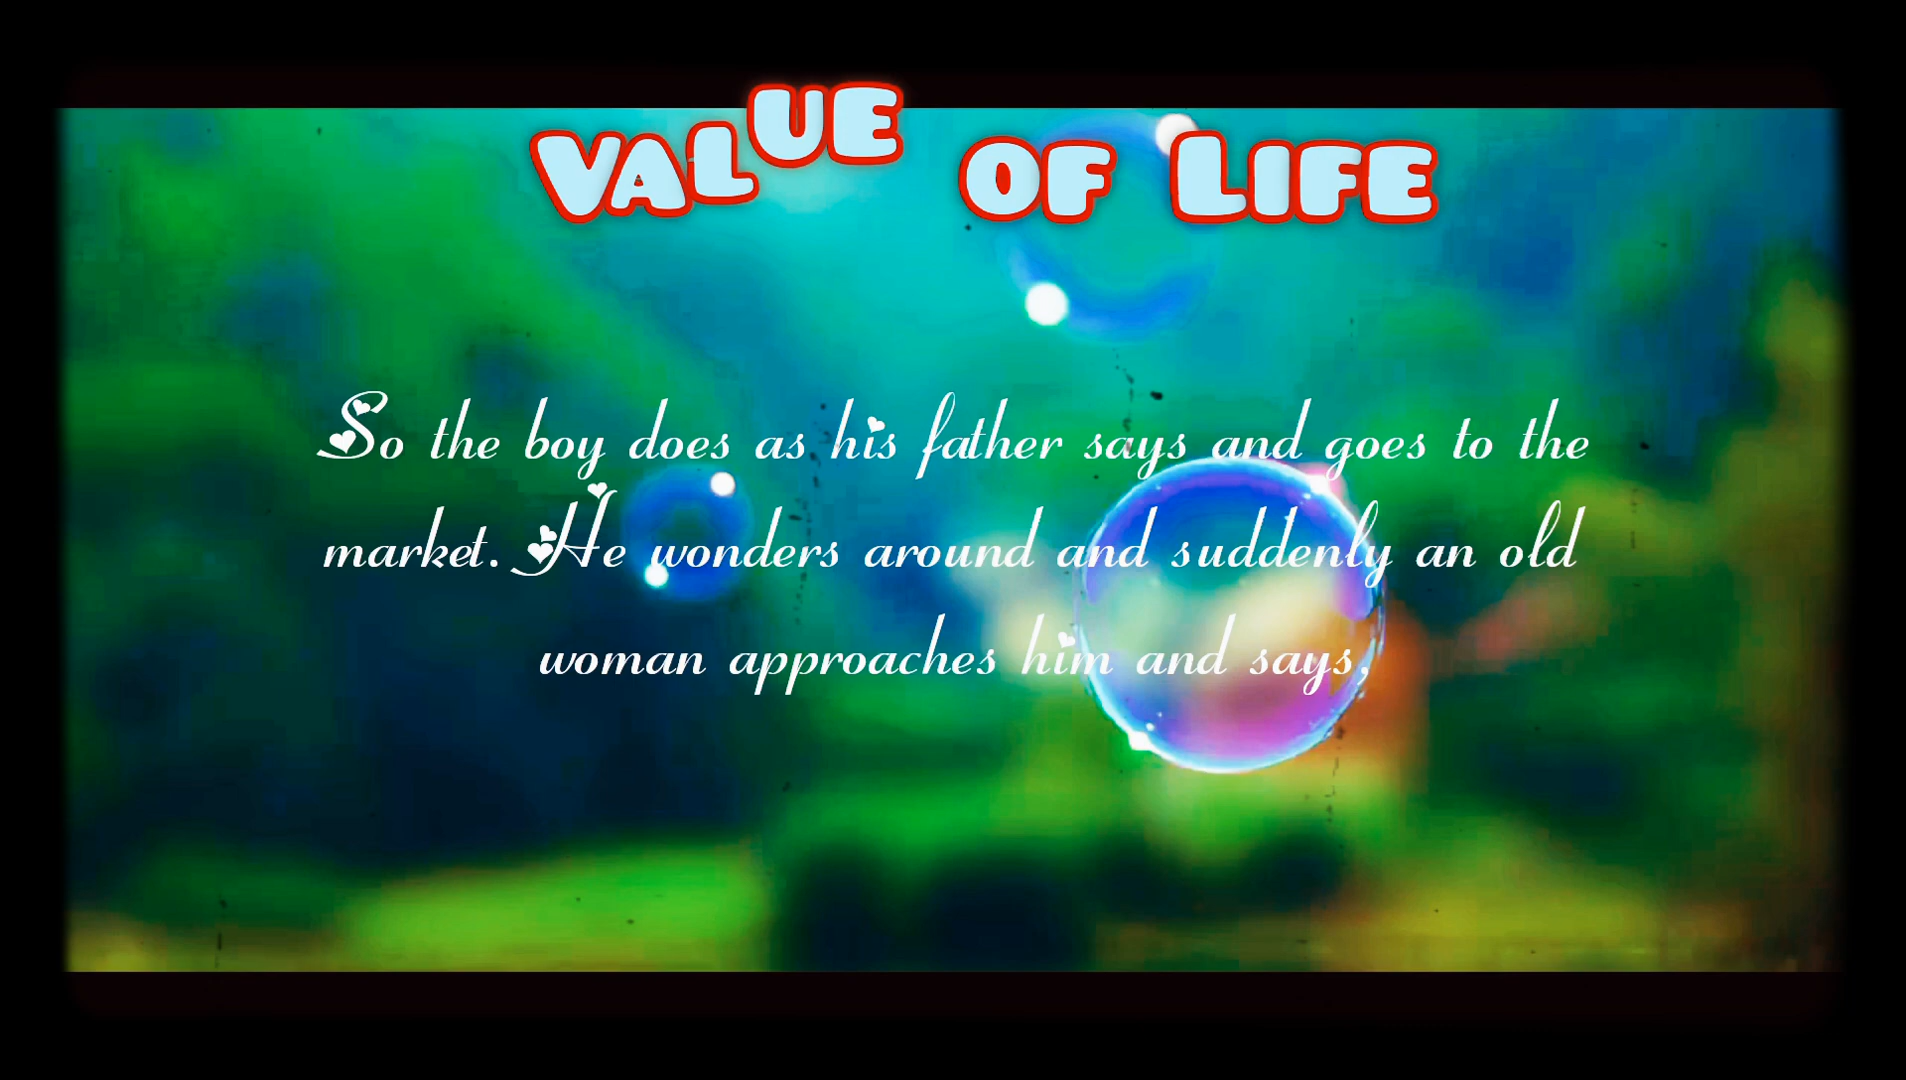 VALUE OF LIFE
So the boy does as his father says and goes to the
market. He wonders around and suddenly an old
woman approaches him and says,